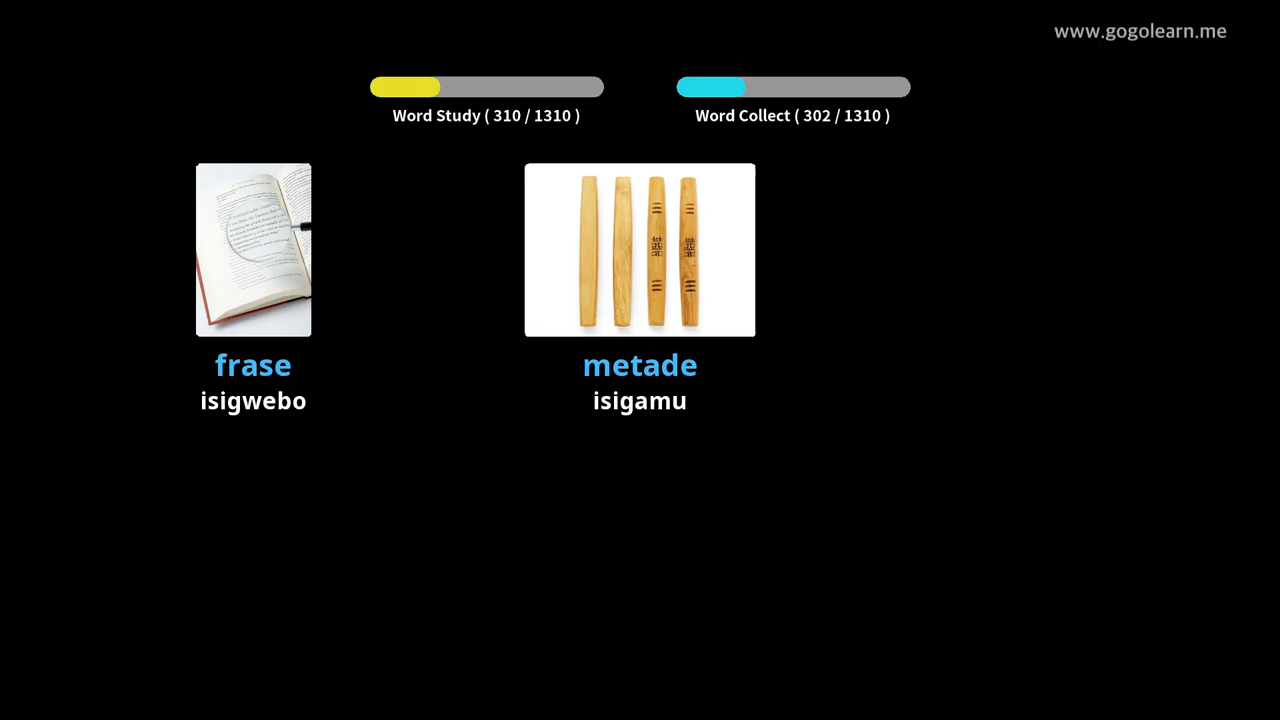 www.gogolearn.me
Word Study ( 310 / 1310 )
Word Collect ( 302 / 1310 )
frase
isigwebo
metade
isigamu